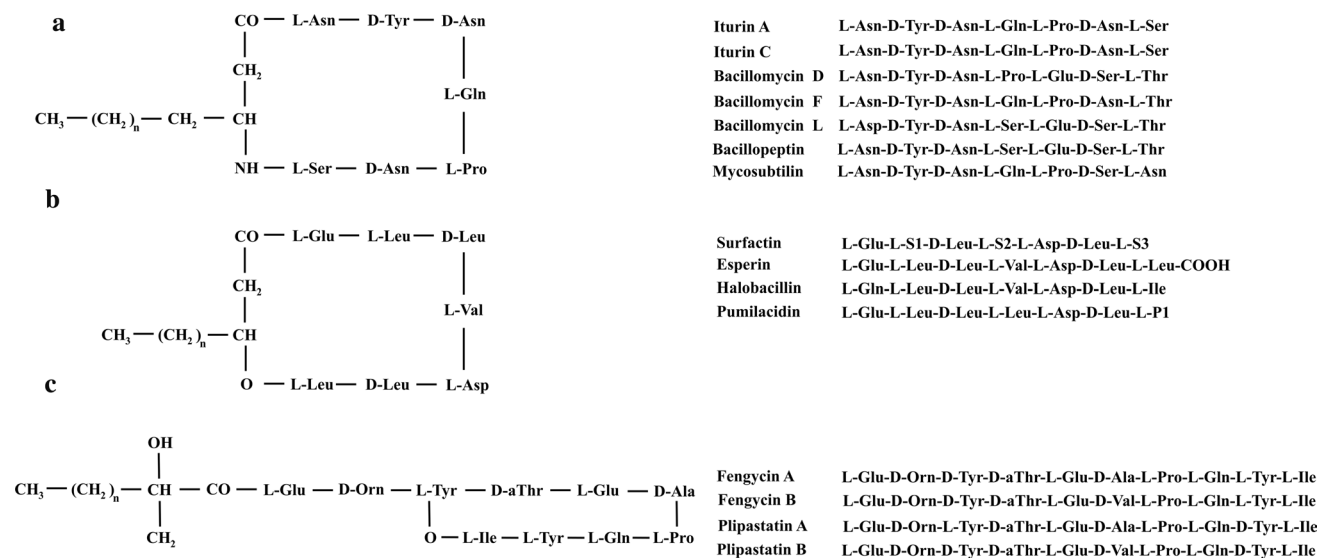 a
CO — L-Asn — D-Tyr — D-Asn
CH2
L-Gln
CH3—(CH2)n—CH2—CH
NH — L-Ser — D-Asn — L-Pro
Iturin A L-Asn-D-Tyr-D-Asn-L-Gln-L-Pro-D-Asn-L-Ser
Iturin C L-Asn-D-Tyr-D-Asn-L-Gln-L-Pro-D-Asn-L-Ser
Bacillomycin D L-Asn-D-Tyr-D-Asn-L-Pro-L-Glu-D-Ser-L-Thr
Bacillomycin F L-Asn-D-Tyr-D-Asn-L-Gln-L-Pro-D-Asn-L-Thr
Bacillomycin L L-Asp-D-Tyr-D-Asn-L-Ser-L-Glu-D-Ser-L-Thr
Bacillopeptin L-Asn-D-Tyr-D-Asn-L-Ser-L-Glu-D-Ser-L-Thr
Mycosubtilin L-Asn-D-Tyr-D-Asn-L-Gln-L-Pro-D-Ser-L-Asn
b
CO — L-Glu — L-Leu — D-Leu
CH2
L-Val
CH3—(CH2)n—CH
O — L-Leu — D-Leu — L-Asp
Surfactin L-Glu-L-S1-D-Leu-L-S2-L-Asp-D-Leu-L-S3
Esperin L-Glu-L-Leu-D-Leu-L-Val-L-Asp-D-Leu-L-Leu-COOH
Halobacillin L-Gln-L-Leu-D-Leu-L-Val-L-Asp-D-Leu-L-Ile
Pumilacidin L-Glu-L-Leu-D-Leu-L-Leu-L-Asp-D-Leu-L-P1
c
OH
CH3—(CH2)n—CH — CO — L-Glu — D-Orn — L-Tyr — D-aThr — L-Glu — D-Ala
CH2
O — L-Ile — L-Tyr — L-Gln — L-Pro
Fengycin A L-Glu-D-Orn-D-Tyr-D-aThr-L-Glu-D-Ala-L-Pro-L-Gln-L-Tyr-L-Ile
Fengycin B L-Glu-D-Orn-D-Tyr-D-aThr-L-Glu-D-Val-L-Pro-L-Gln-L-Tyr-L-Ile
Plipastatin A L-Glu-D-Orn-L-Tyr-D-aThr-L-Glu-D-Ala-L-Pro-L-Gln-D-Tyr-L-Ile
Plipastatin B L-Glu-D-Orn-D-Tyr-D-aThr-L-Glu-D-Val-L-Pro-L-Gln-D-Tyr-L-Ile